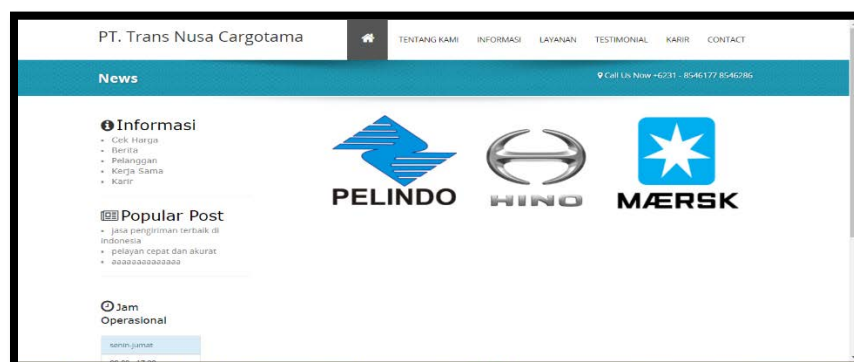 PT. Trans Nusa Cargotama
TENTANG KAMI INFORMASI LAYANAN TESTIMONIAL KARIR CONTACT
News
Call Us Now +6231 - 8546177 8546286
Informasi
Cek Harga
Berita
Pelanggan
Kerja Sama
Karir
PELINDO
HINO
MÆRSK
Popular Post
jasa pengiriman terbaik di
indonesia
pelayan cepat dan akurat
aaaaaaaaaaaaa
Jam
Operasional
senin-jumat